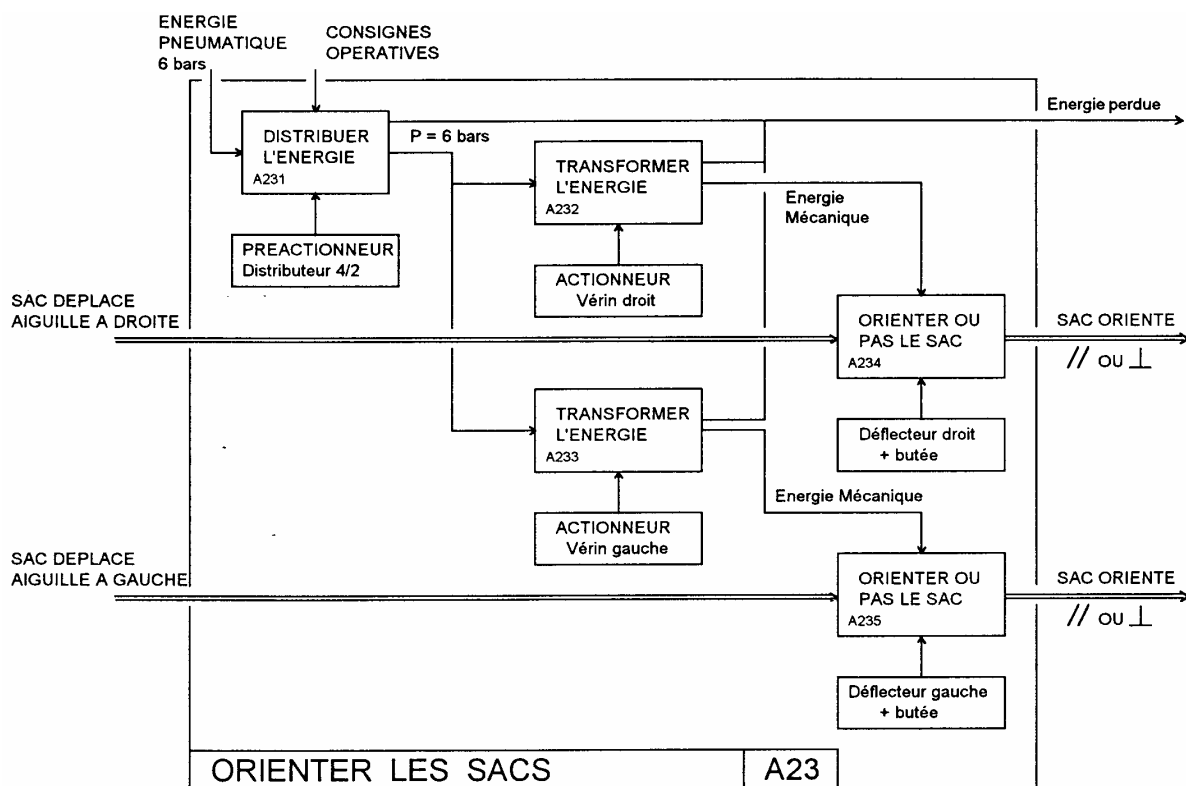 ENERGIE
PNEUMATIQUE
6 bars
CONSIGNES
OPERATIVES
DISTRIBUER
L'ENERGIE
A231
P = 6 bars
Energie perdue
TRANSFORMER
L'ENERGIE
A232
Energie
Mécanique
PREACTIONNEUR
Distributeur 4/2
ACTIONNEUR
Vérin droit
SAC DEPLACE
AIGUILLE A DROITE
ORIENTER OU
PAS LE SAC
A234
SAC ORIENTE
// OU ⊥
TRANSFORMER
L'ENERGIE
A233
Déflecteur droit
+ butée
Energie Mécanique
ACTIONNEUR
Vérin gauche
SAC DEPLACE
AIGUILLE A GAUCHE
ORIENTER OU
PAS LE SAC
A235
SAC ORIENTE
// OU ⊥
Déflecteur gauche
+ butée
ORIENTER LES SACS
A23